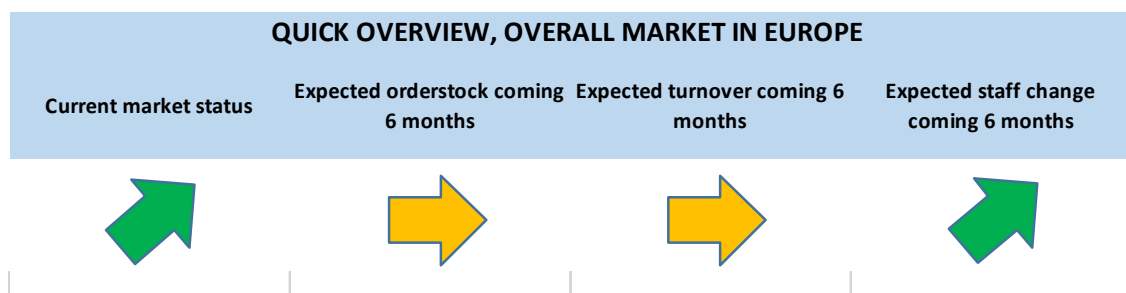 QUICK OVERVIEW, OVERALL MARKET IN EUROPE
Current market status
Expected orderstock coming
6 months
Expected turnover coming 6
months
Expected staff change
coming 6 months